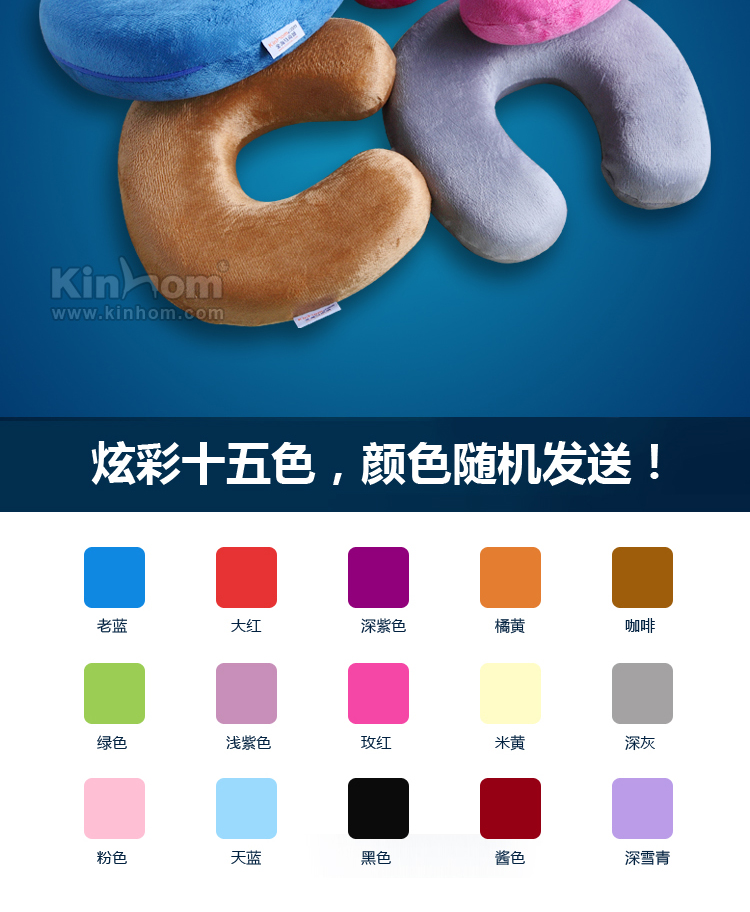 Kinhom
www.kinhom.com
炫彩十五色，颜色随机发送！
老蓝 大红 深紫色 橘黄 咖啡
绿色 浅紫色 玫红 米黄 深灰
粉色 天蓝 黑色 酱色 深雪青